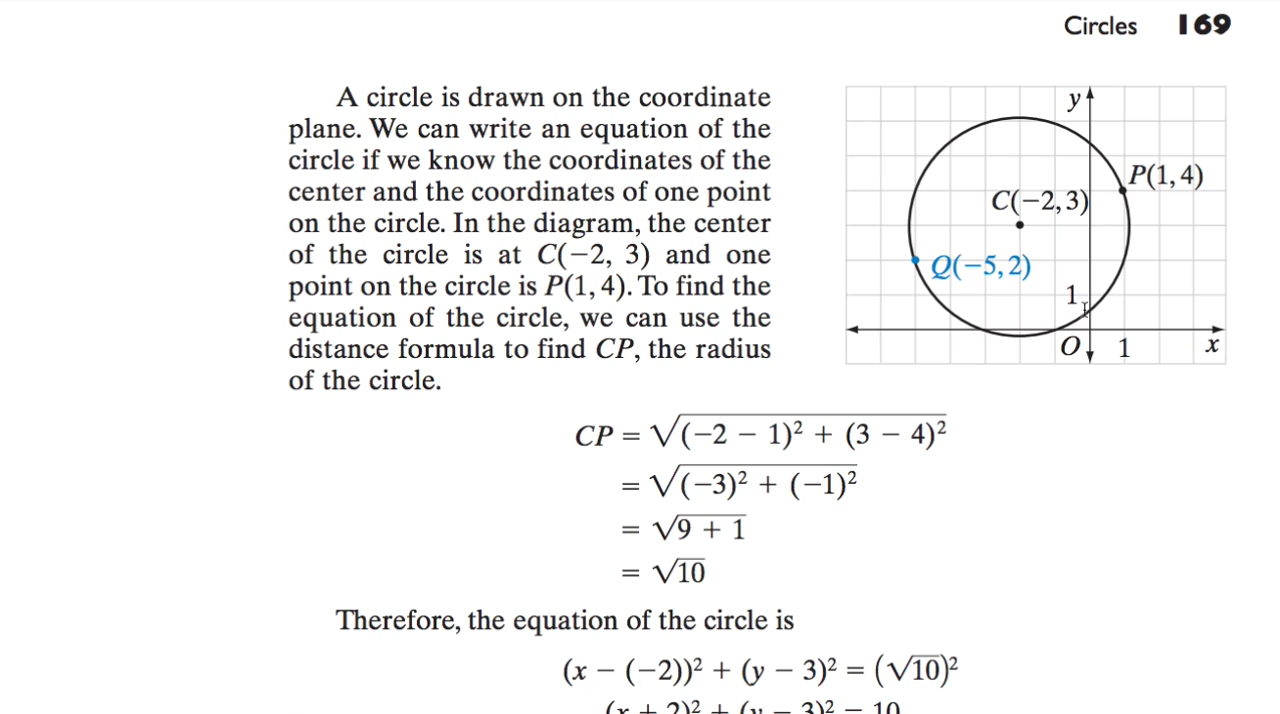 Circles 169
A circle is drawn on the coordinate
plane. We can write an equation of the
circle if we know the coordinates of the
center and the coordinates of one point
on the circle. In the diagram, the center
of the circle is at C(−2, 3) and one
point on the circle is P(1, 4). To find the
equation of the circle, we can use the
distance formula to find CP, the radius
of the circle.
y
P(1, 4)
C(−2, 3)
Q(−5, 2)
1
O 1 x
CP = √(−2 − 1)² + (3 − 4)²
= √(−3)² + (−1)²
= √9 + 1
= √10
Therefore, the equation of the circle is
(x − (−2))² + (y − 3)² = (√10)²
(x + 2)² + (y − 3)² = 10